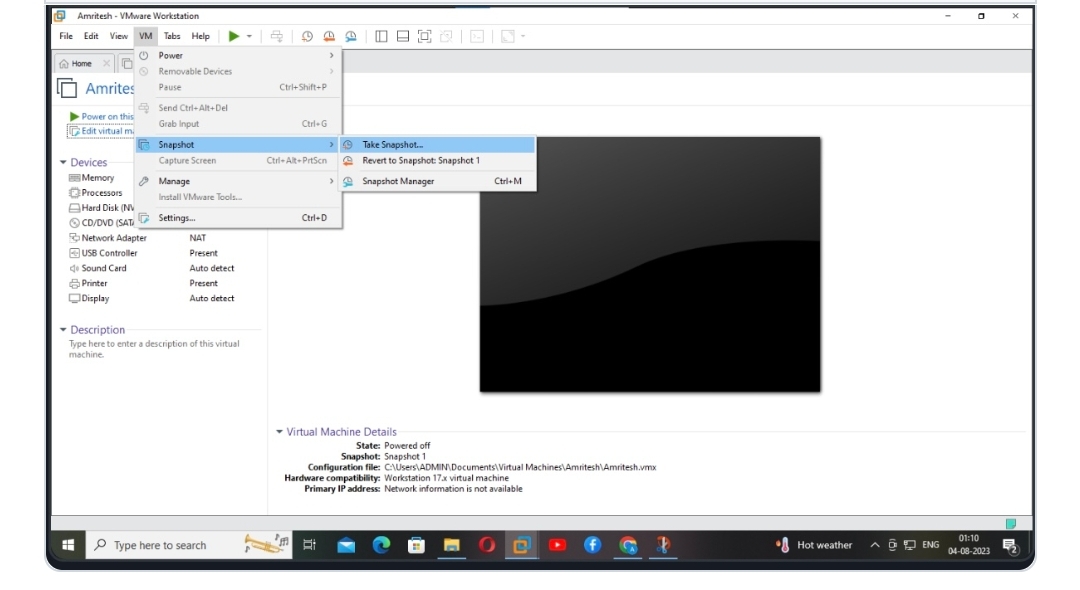 Amritesh - VMware Workstation
File Edit View VM Tabs Help
Home
Power
Removable Devices
Pause Ctrl+Shift+P
Send Ctrl+Alt+Del
Grab Input Ctrl+G
Snapshot
Capture Screen Ctrl+Alt+PrtScn
Manage
Install VMware Tools...
Settings... Ctrl+D
Take Snapshot...
Revert to Snapshot: Snapshot 1
Snapshot Manager Ctrl+M
Amrites
Power on this
Edit virtual ma
Devices
Memory
Processors
Hard Disk (NV
CD/DVD (SATA
Network Adapter NAT
USB Controller Present
Sound Card Auto detect
Printer Present
Display Auto detect
Description
Type here to enter a description of this virtual
machine.
Virtual Machine Details
State: Powered off
Snapshot: Snapshot 1
Configuration file: C:\Users\ADMIN\Documents\Virtual Machines\Amritesh\Amritesh.vmx
Hardware compatibility: Workstation 17.x virtual machine
Primary IP address: Network information is not available
Type here to search
Hot weather
ENG
01:10
04-08-2023
2